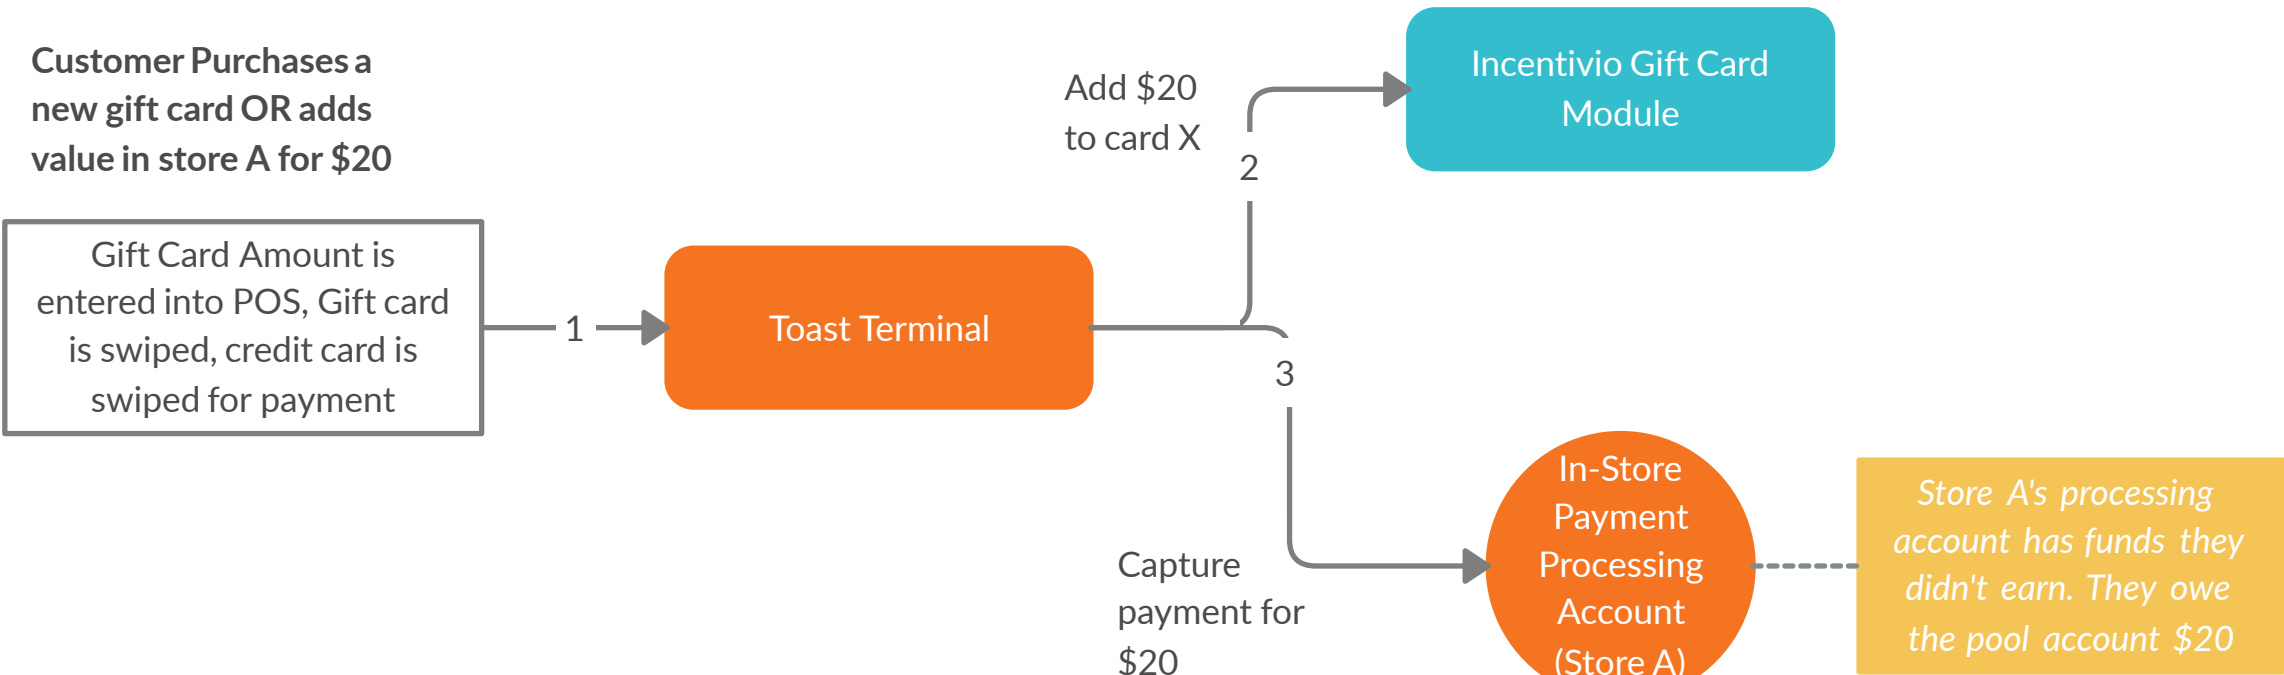 Customer Purchases a
new gift card OR adds
value in store A for $20
Gift Card Amount is
entered into POS, Gift card
is swiped, credit card is
swiped for payment
1
Toast Terminal
Add $20
to card X
2
Incentivio Gift Card
Module
3
Capture
payment for
$20
In-Store
Payment
Processing
Account
(Store A)
Store A's processing
account has funds they
didn't earn. They owe
the pool account $20